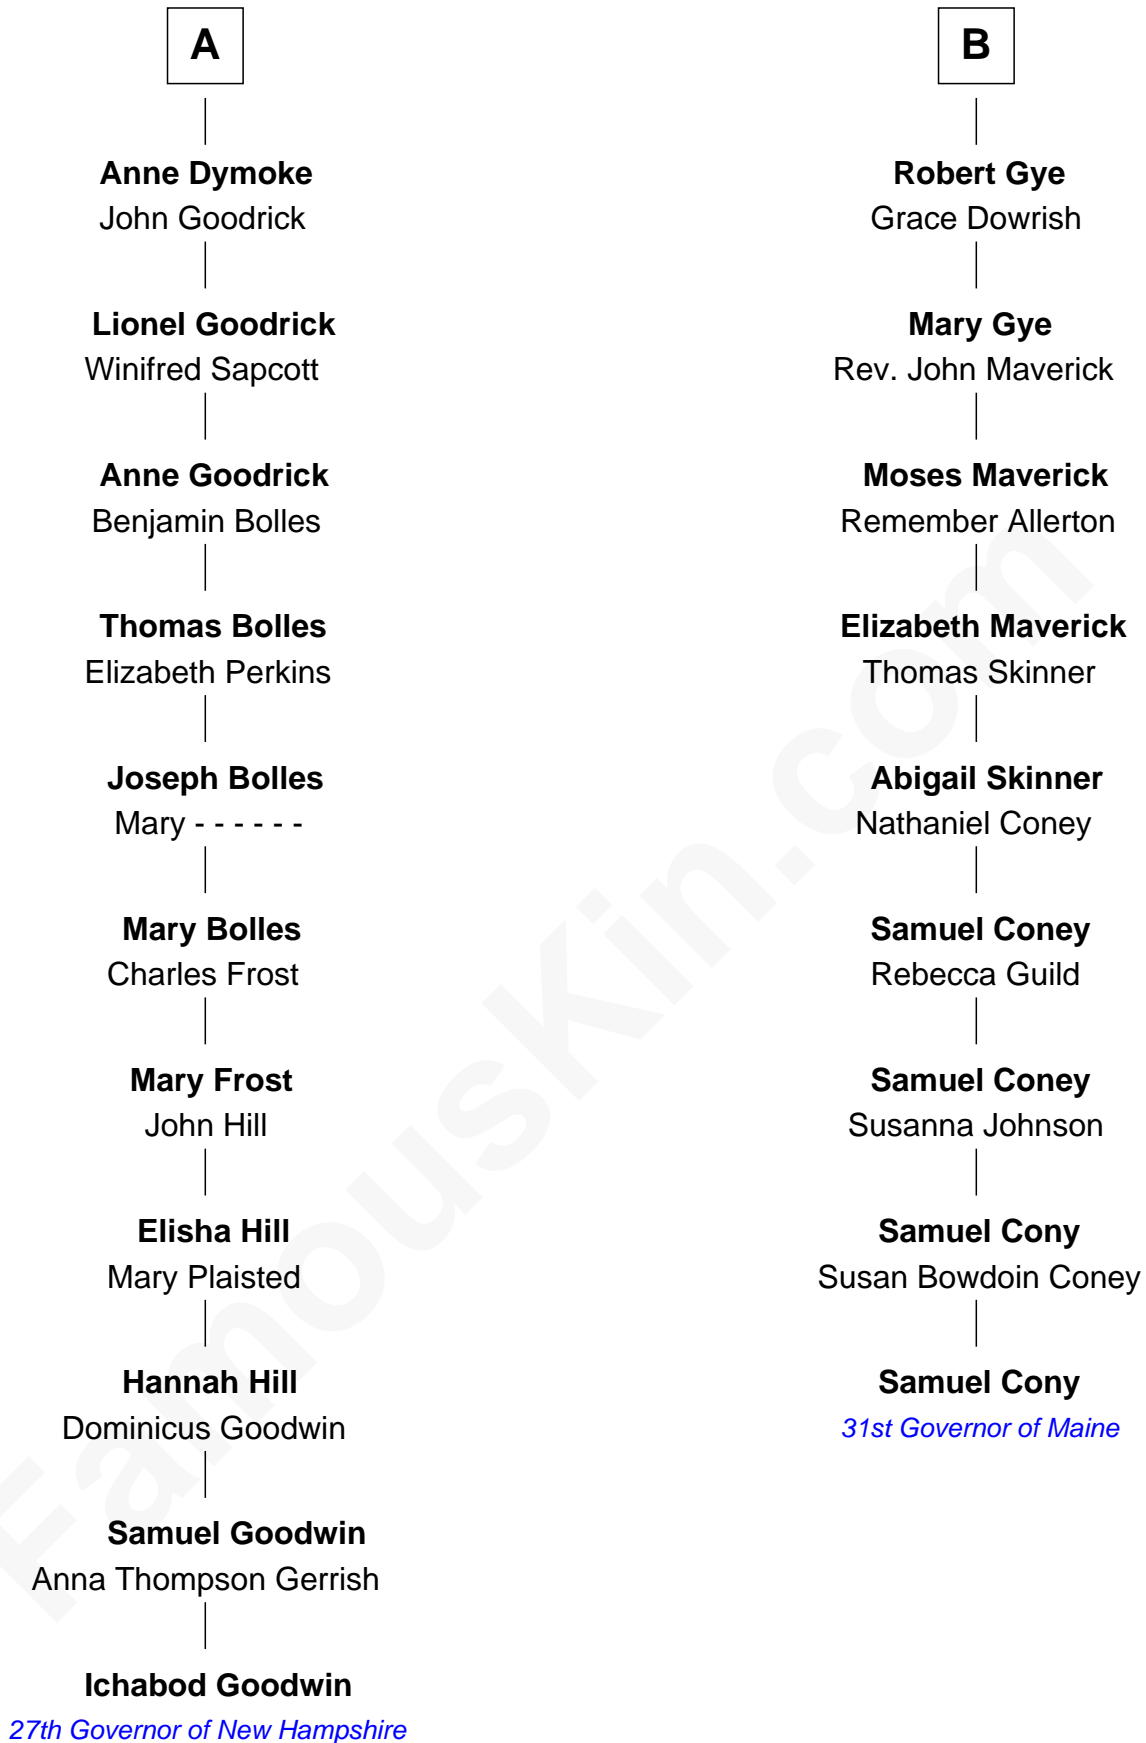 A
Anne Dymoke
John Goodrick
Lionel Goodrick
Winifred Sapcott
Anne Goodrick
Benjamin Bolles
Thomas Bolles
Elizabeth Perkins
Joseph Bolles
Mary - - - - - -
Mary Bolles
Charles Frost
Mary Frost
John Hill
Elisha Hill
Mary Plaisted
Hannah Hill
Dominicus Goodwin
Samuel Goodwin
Anna Thompson Gerrish
Ichabod Goodwin
27th Governor of New Hampshire
B
Robert Gye
Grace Dowrish
Mary Gye
Rev. John Maverick
Moses Maverick
Remember Allerton
Elizabeth Maverick
Thomas Skinner
Abigail Skinner
Nathaniel Coney
Samuel Coney
Rebecca Guild
Samuel Coney
Susanna Johnson
Samuel Cony
Susan Bowdoin Coney
Samuel Cony
31st Governor of Maine
FamousKin.com